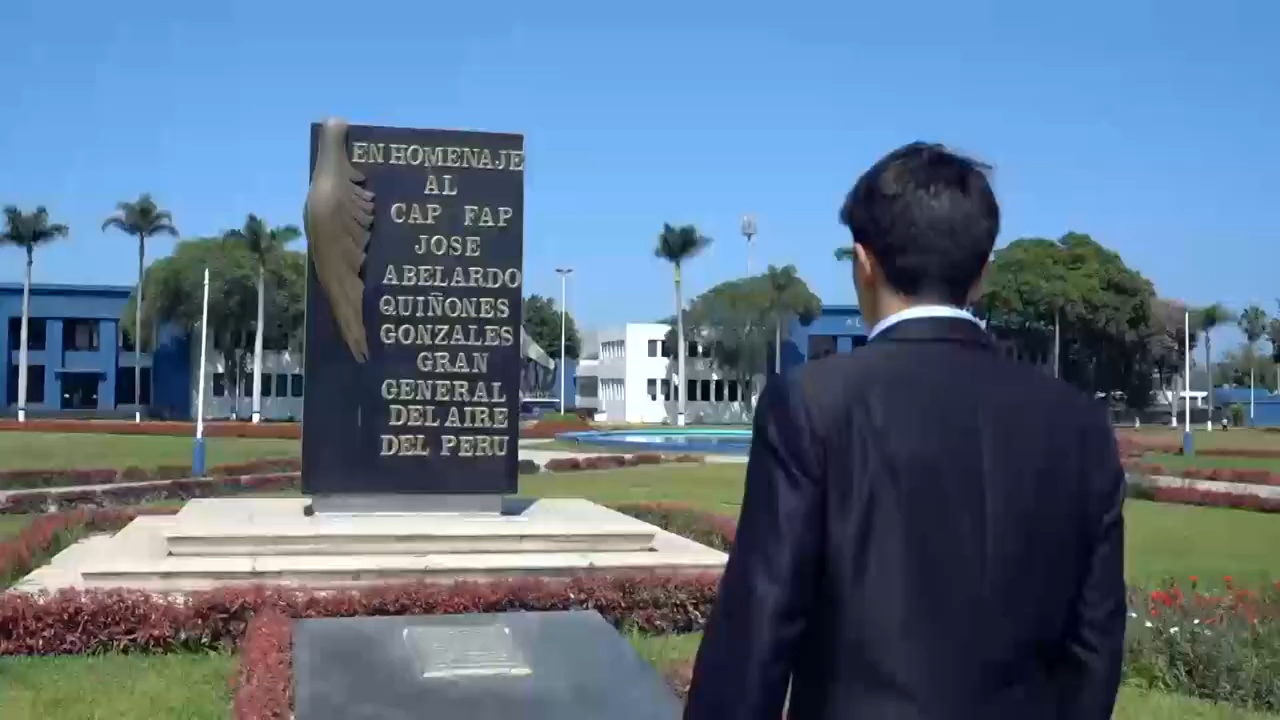 EN HOMENAJE
AL
CAP FAP
JOSE
ABELARDO
QUIÑONES
GONZALES
GRAN
GENERAL
DEL AIRE
DEL PERU